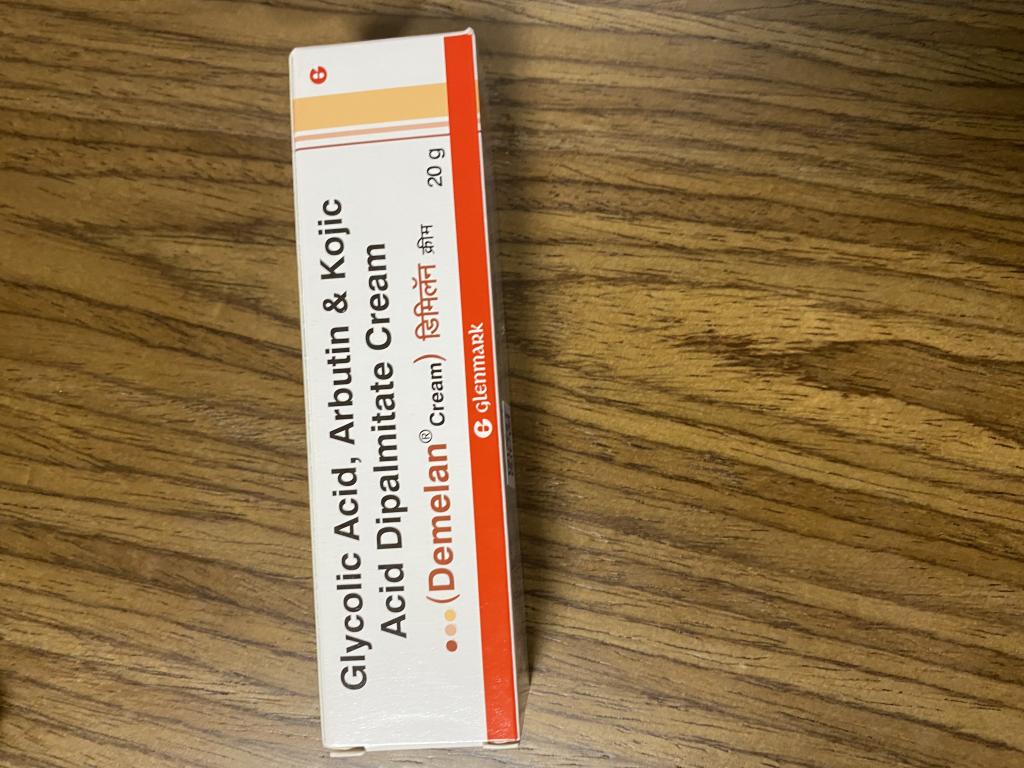 Glycolic Acid, Arbutin & Kojic
Acid Dipalmitate Cream
(Demelan® Cream) डिमिलॅन क्रीम 20 g
G glenmark
G